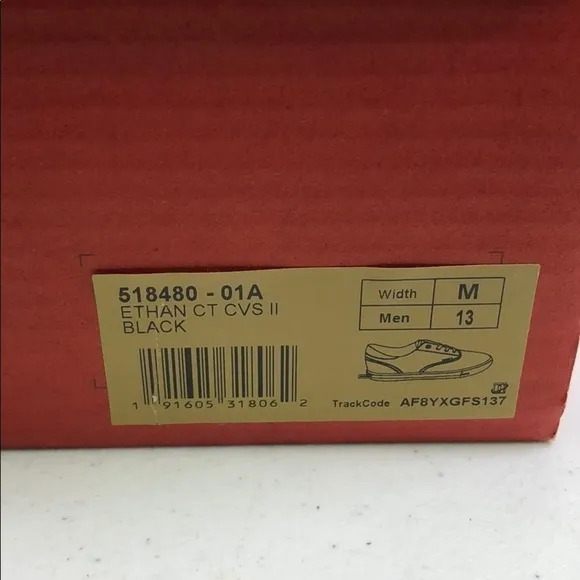 518480 - 01A
ETHAN CT CVS II
BLACK
Width M
Men 13
1 91605 31806 2
TrackCode AF8YXGFS137